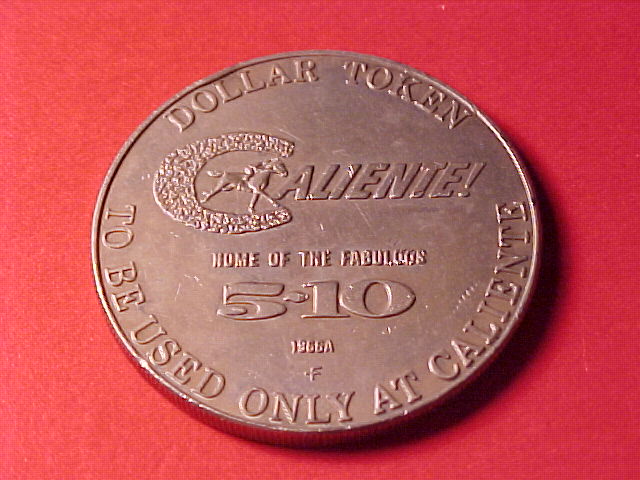 DOLLAR TOKEN
CALIENTE!
HOME OF THE FABULOUS
5-10
1966A
F
TO BE USED ONLY AT CALIENTE